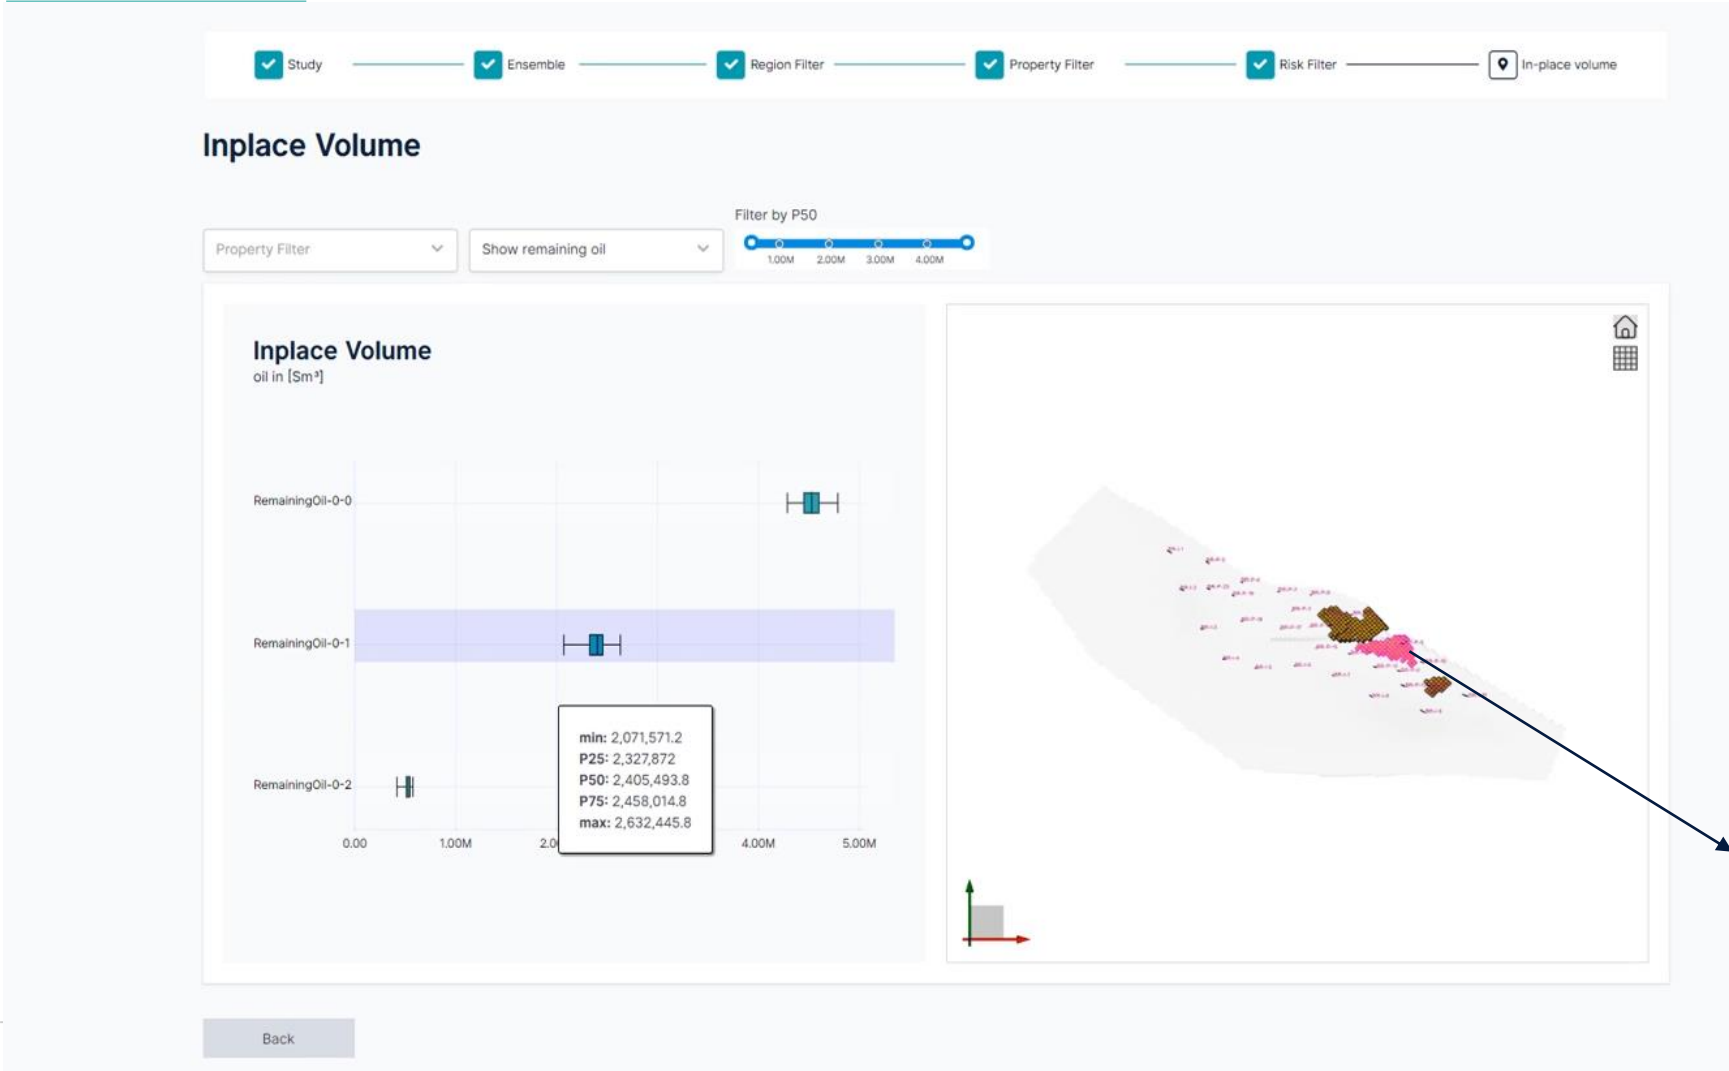 Study
Ensemble
Region Filter
Property Filter
Risk Filter
In-place volume
Inplace Volume
Filter by P50
Property Filter
Show remaining oil
1.00M 2.00M 3.00M 4.00M
Inplace Volume
oil in [Sm³]
RemainingOil-0-0
RemainingOil-0-1
RemainingOil-0-2
min: 2,071,571.2
P25: 2,327,872
P50: 2,405,493.8
P75: 2,458,014.8
max: 2,632,445.8
0.00 1.00M 2.0 4.00M 5.00M
Back